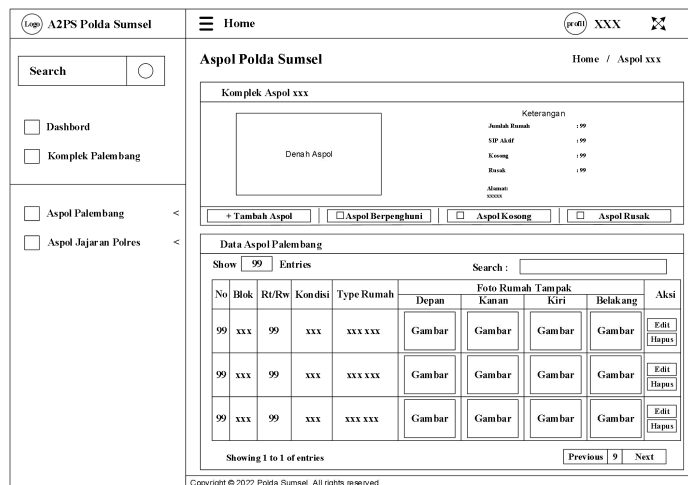 Logo A2PS Polda Sumsel
Home
profil XXX
Search
Dashbord
Komplek Palembang
Aspol Palembang <
Aspol Jajaran Polres <
Aspol Polda Sumsel
Home / Aspol xxx
Komplek Aspol xxx
Denah Aspol
Keterangan
Jumlah Rumah : 99
SIP Aktif : 99
Kosong : 99
Rusak : 99
Alamat:
xxxxx
+ Tambah Aspol Aspol Berpenghuni Aspol Kosong Aspol Rusak
Data Aspol Palembang
Show 99 Entries Search :
No Blok Rt/Rw Kondisi Type Rumah Foto Rumah Tampak Aksi
Depan Kanan Kiri Belakang
99 xxx 99 xxx xxx xxx Gambar Gambar Gambar Gambar Edit
Hapus
99 xxx 99 xxx xxx xxx Gambar Gambar Gambar Gambar Edit
Hapus
99 xxx 99 xxx xxx xxx Gambar Gambar Gambar Gambar Edit
Hapus
Showing 1 to 1 of entries Previous 9 Next
Copyright © 2022 Polda Sumsel. All rights reserved